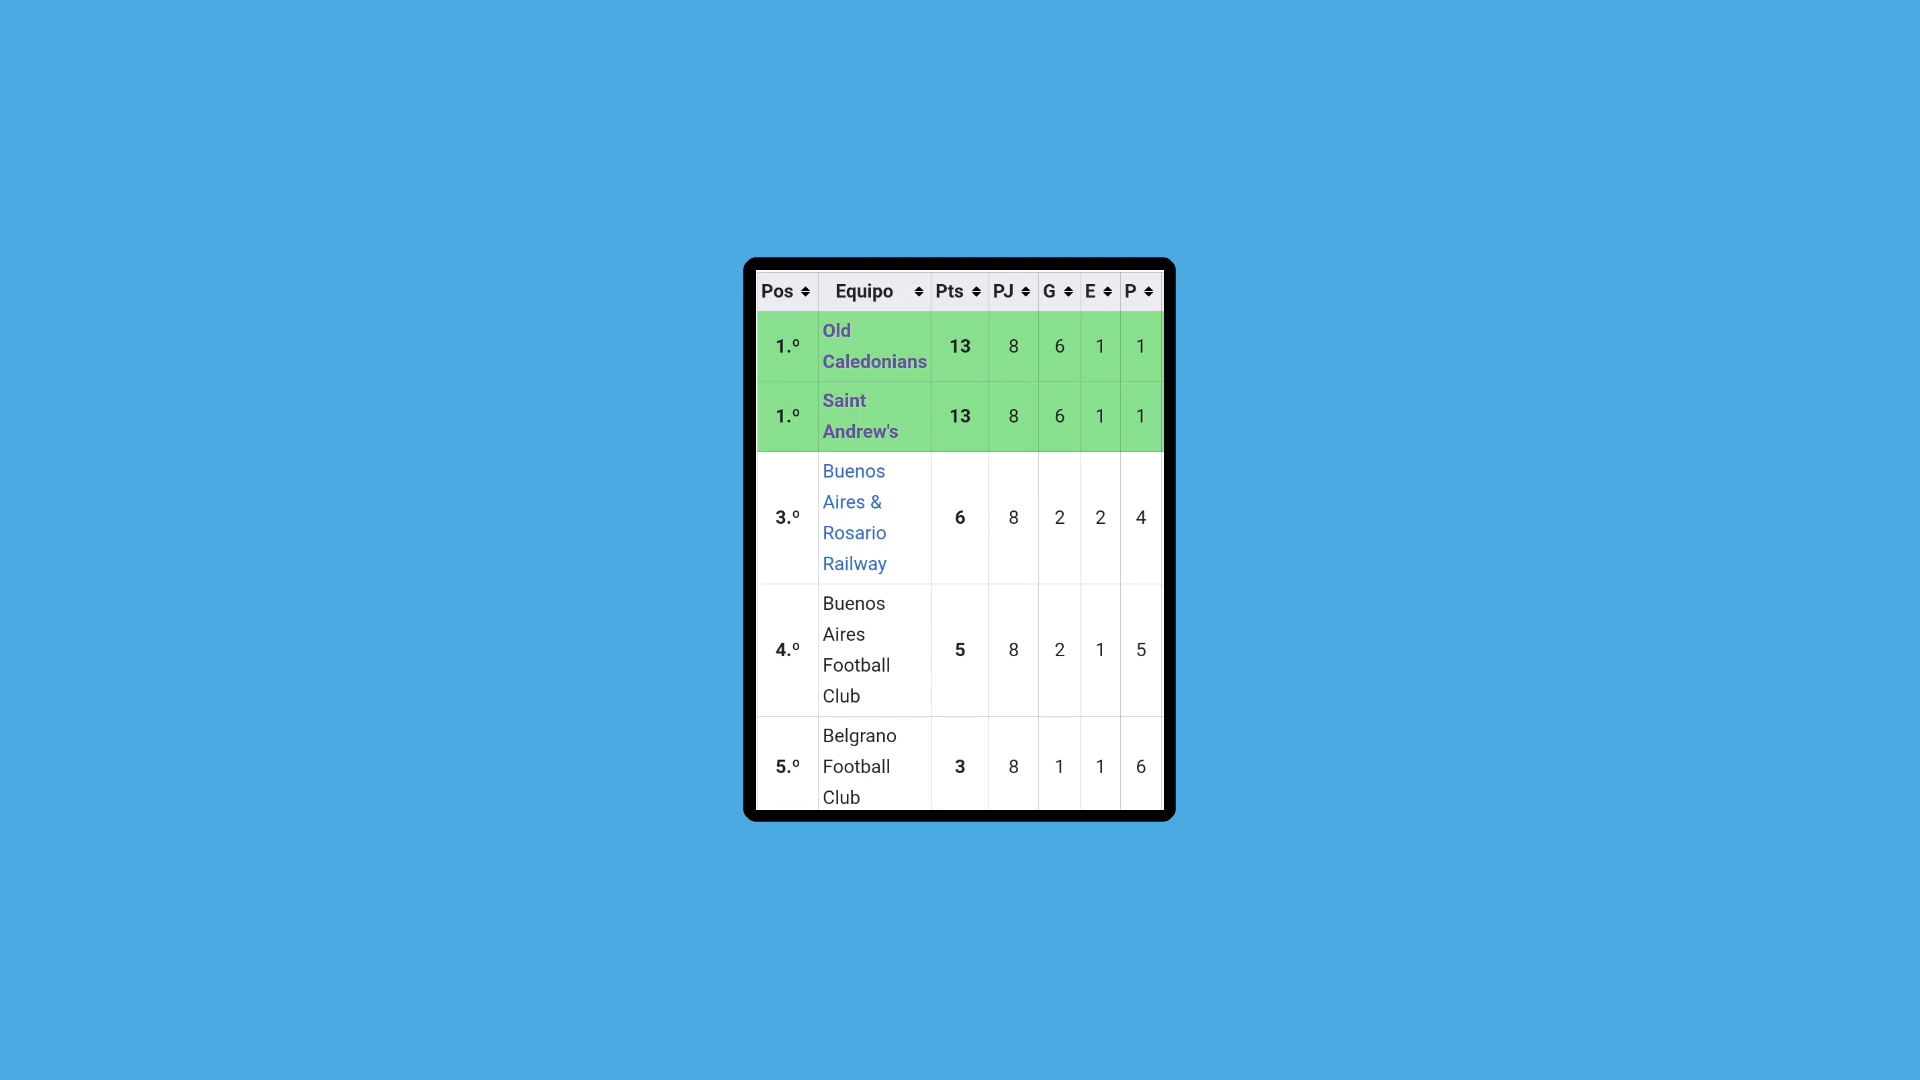 Pos Equipo Pts PJ G E P
1.º Old Caledonians 13 8 6 1 1
1.º Saint Andrew's 13 8 6 1 1
3.º Buenos Aires & Rosario Railway 6 8 2 2 4
4.º Buenos Aires Football Club 5 8 2 1 5
5.º Belgrano Football Club 3 8 1 1 6